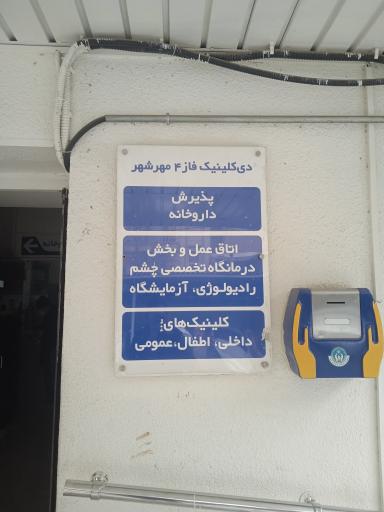 دی‌کلینیک فاز ۴ مهرشهر
پذیرش
داروخانه
اتاق عمل و بخش
درمانگاه تخصصی چشم
رادیولوژی، آزمایشگاه
کلینیک‌های:
داخلی، اطفال، عمومی